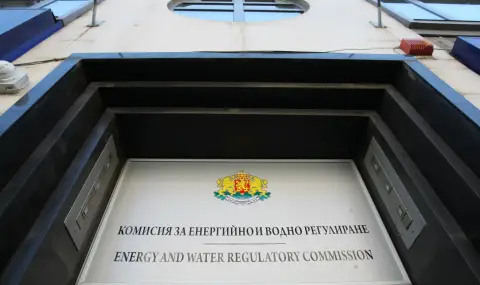 КОМИСИЯ ЗА ЕНЕРГИЙНО И ВОДНО РЕГУЛИРАНЕ
ENERGY AND WATER REGULATORY COMMISSION